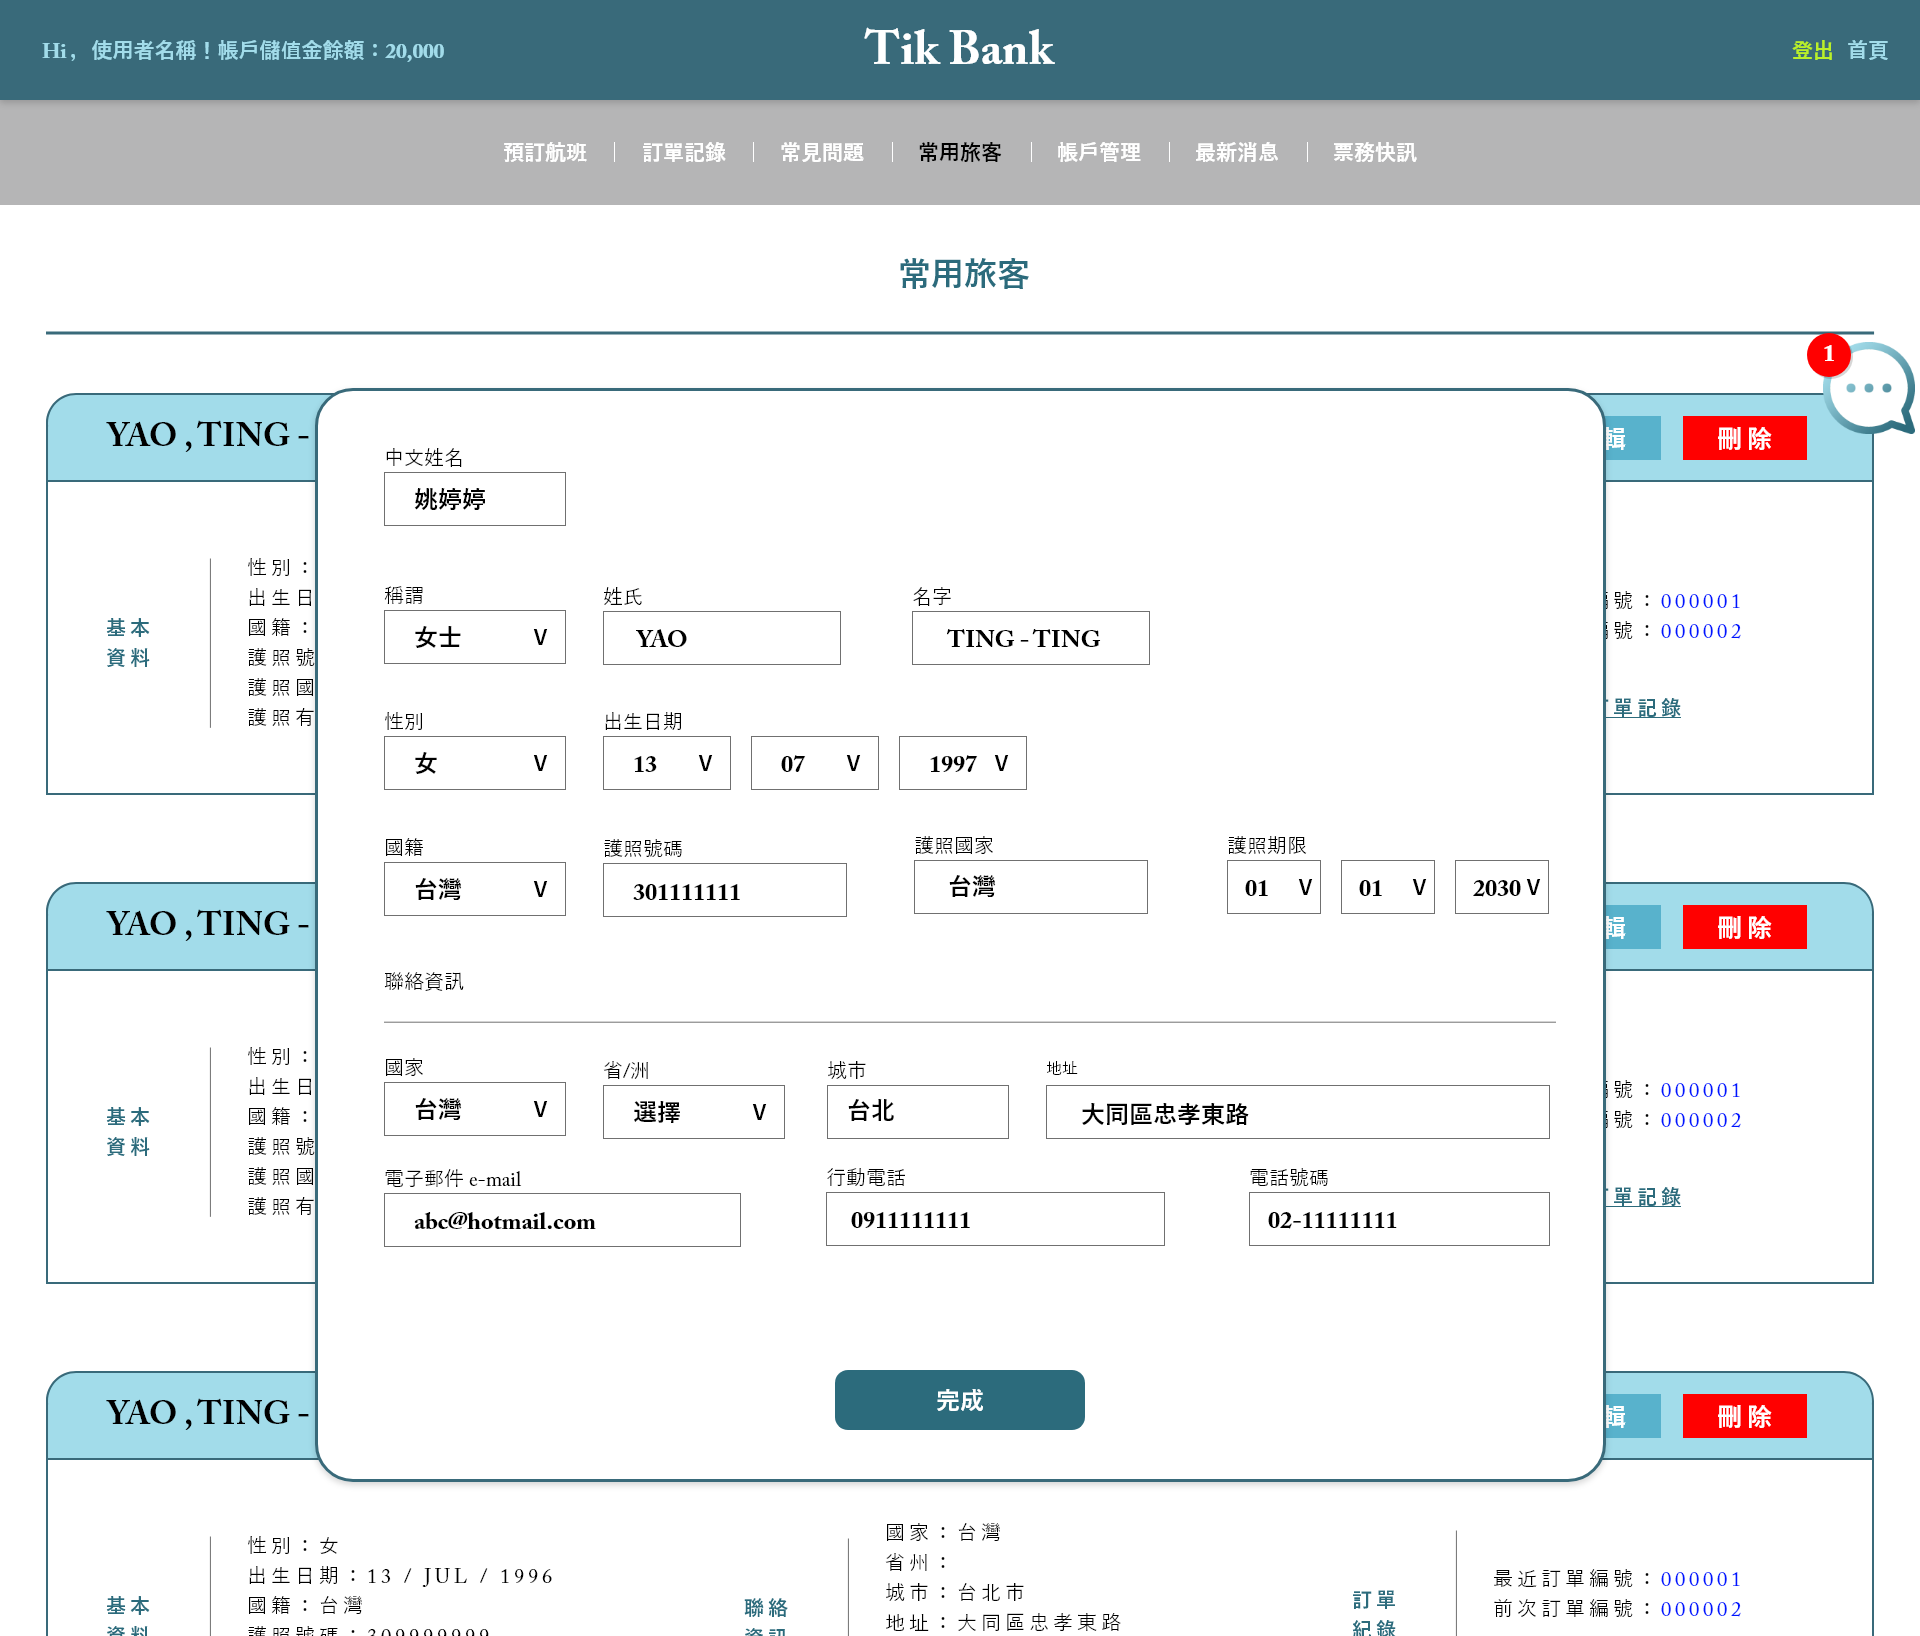 Hi , 使用者名稱！帳戶儲值金餘額：20,000
Tik Bank
登出 首頁
預訂航班 訂單記錄 常見問題 常用旅客 帳戶管理 最新消息 票務快訊
常用旅客
1
YAO , TING -
輯 刪除
中文姓名
姚婷婷
稱謂 姓氏 名字
女士 V YAO TING - TING
性別 出生日期
女 V 13 V 07 V 1997 V
國籍 護照號碼 護照國家 護照期限
台灣 V 301111111 台灣 01 V 01 V 2030 V
聯絡資訊
國家 省/洲 城市 地址
台灣 V 選擇 V 台北 大同區忠孝東路
電子郵件 e-mail 行動電話 電話號碼
abc@hotmail.com 0911111111 02-11111111
完成
基本
資料
性別：
出生日
國籍：
護照號
護照國
護照有
號：000001
號：000002
單記錄
YAO , TING -
輯 刪除
基本
資料
性別：
出生日
國籍：
護照號
護照國
護照有
號：000001
號：000002
單記錄
YAO , TING -
輯 刪除
基本
資料
性別：女
出生日期：13 / JUL / 1996
國籍：台灣
護照號碼：309999999
聯絡
資訊
國家：台灣
省州：
城市：台北市
地址：大同區忠孝東路
訂單
紀錄
最近訂單編號：000001
前次訂單編號：000002